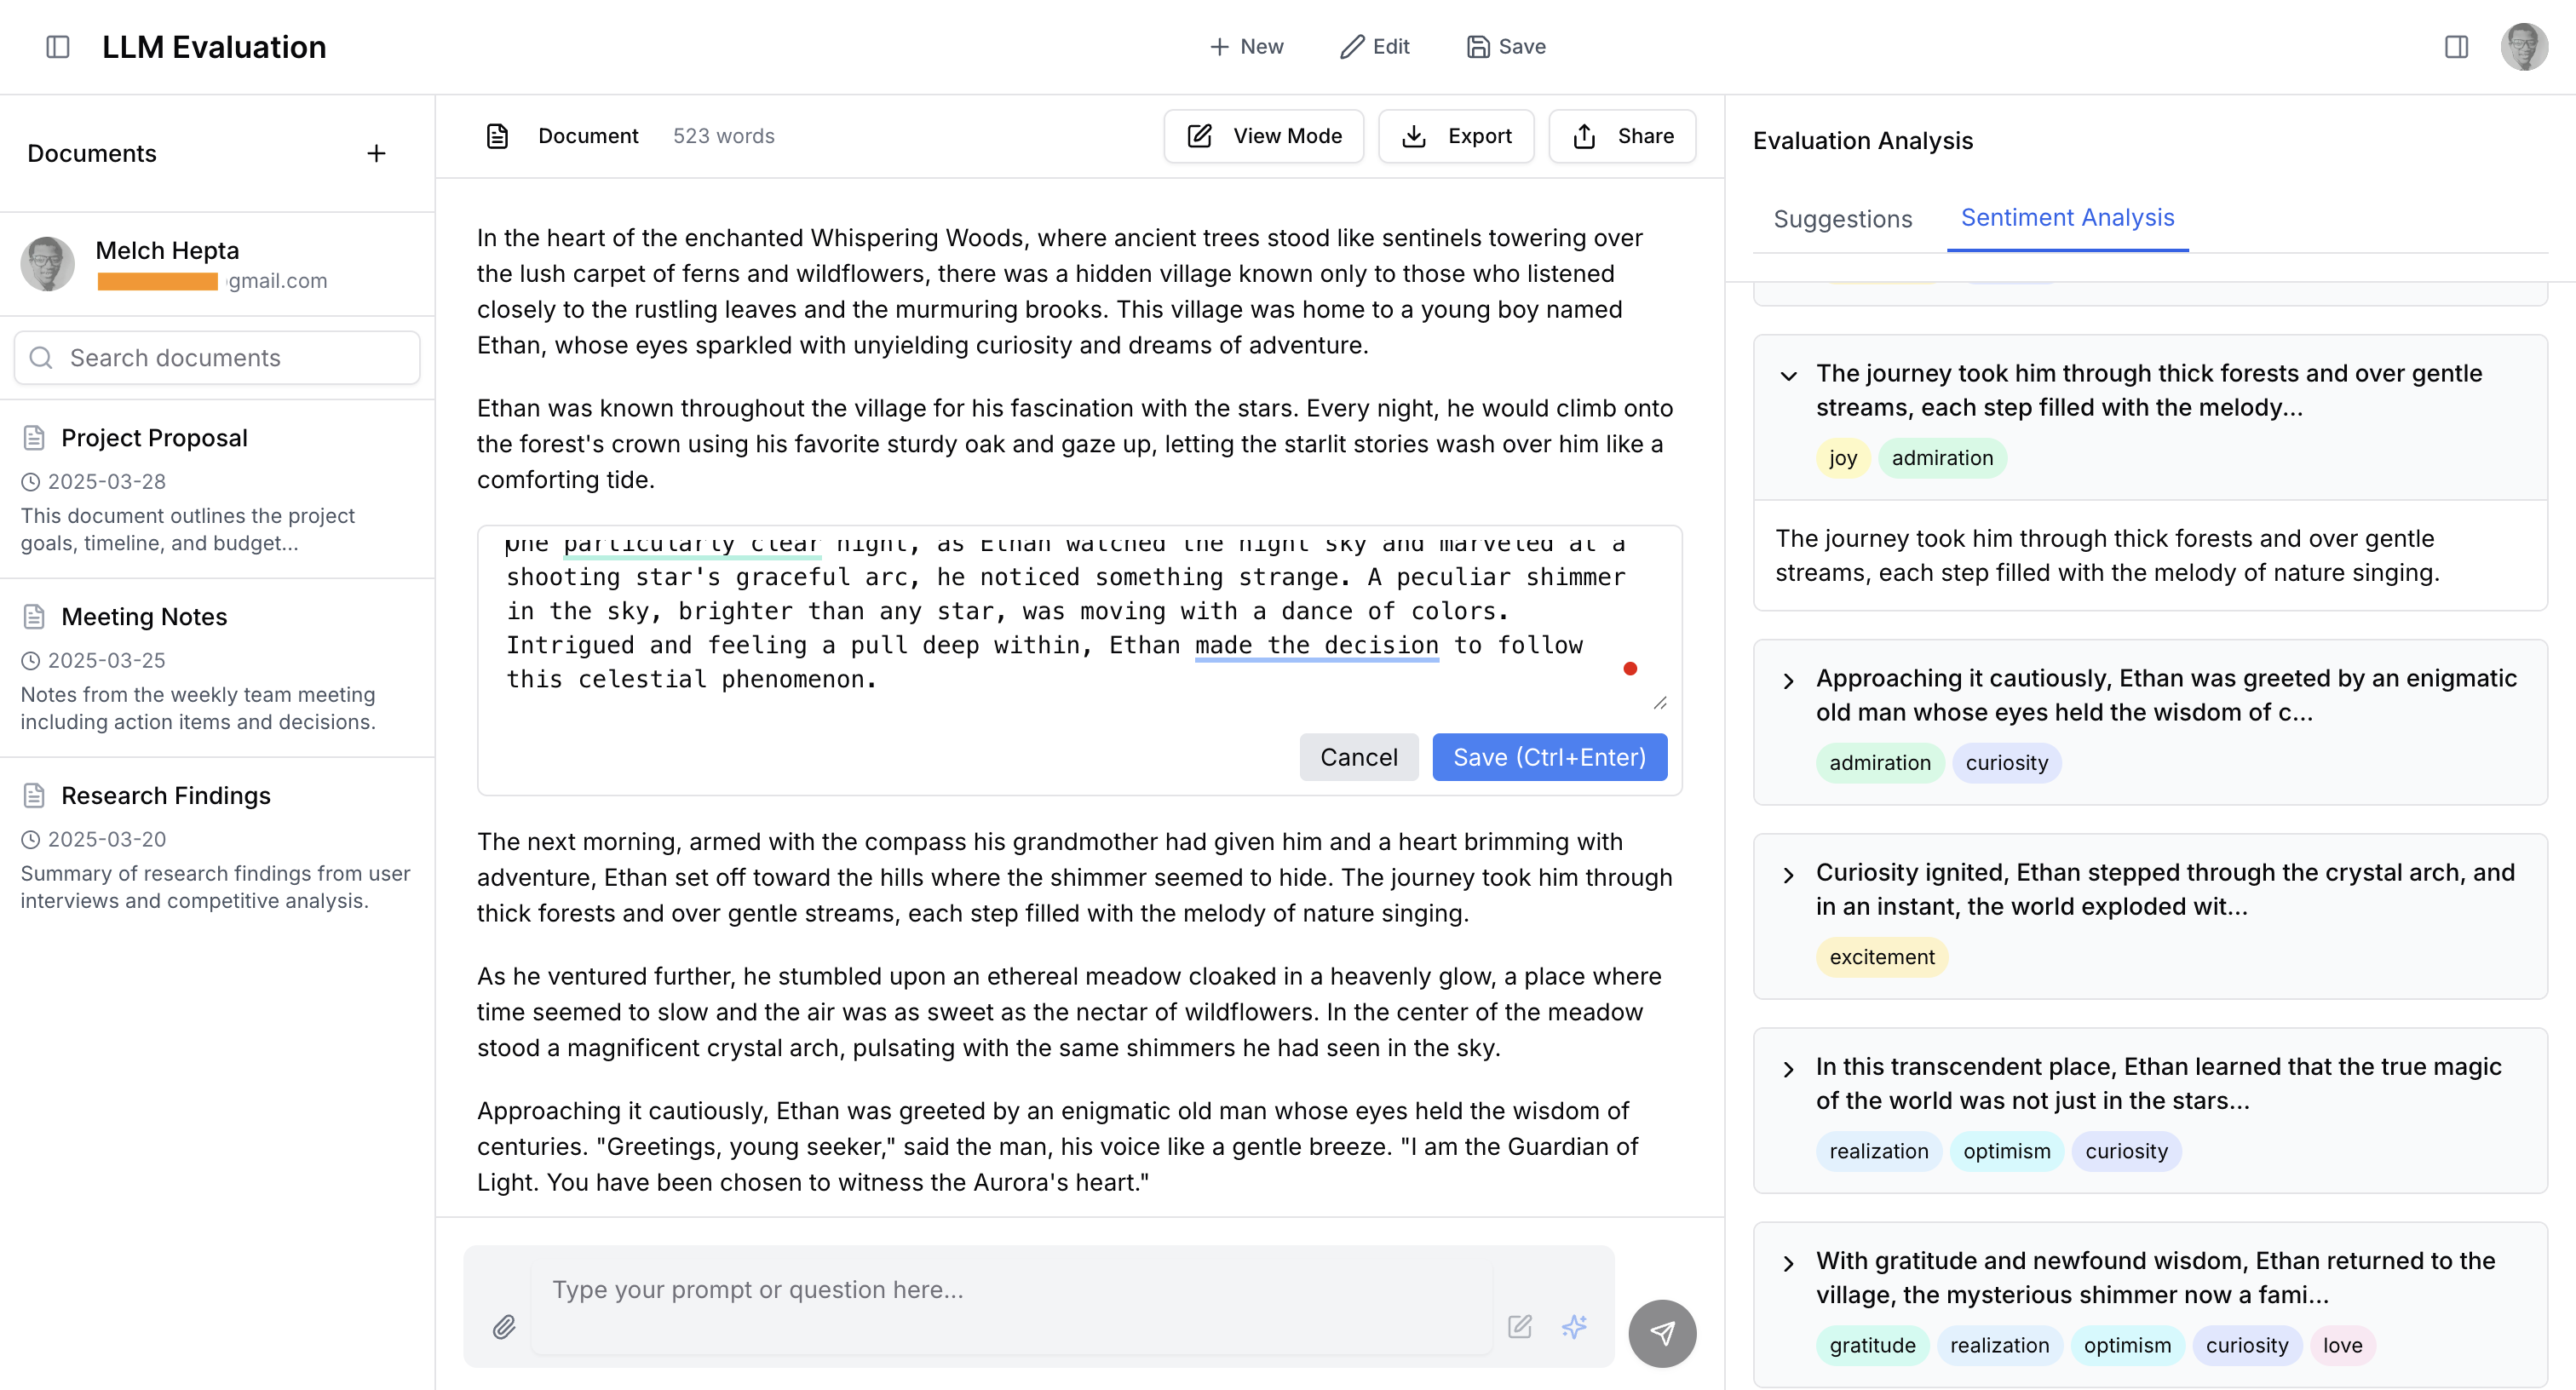 LLM Evaluation
New
Edit
Save
Documents
Melch Hepta
gmail.com
Search documents
Project Proposal
2025-03-28
This document outlines the project
goals, timeline, and budget...
Meeting Notes
2025-03-25
Notes from the weekly team meeting
including action items and decisions.
Research Findings
2025-03-20
Summary of research findings from user
interviews and competitive analysis.
Document 523 words
View Mode
Export
Share
In the heart of the enchanted Whispering Woods, where ancient trees stood like sentinels towering over
the lush carpet of ferns and wildflowers, there was a hidden village known only to those who listened
closely to the rustling leaves and the murmuring brooks. This village was home to a young boy named
Ethan, whose eyes sparkled with unyielding curiosity and dreams of adventure.
Ethan was known throughout the village for his fascination with the stars. Every night, he would climb onto
the forest's crown using his favorite sturdy oak and gaze up, letting the starlit stories wash over him like a
comforting tide.
One particularly clear night, as Ethan watched the night sky and marveled at a
shooting star's graceful arc, he noticed something strange. A peculiar shimmer
in the sky, brighter than any star, was moving with a dance of colors.
Intrigued and feeling a pull deep within, Ethan made the decision to follow
this celestial phenomenon.
Cancel
Save (Ctrl+Enter)
The next morning, armed with the compass his grandmother had given him and a heart brimming with
adventure, Ethan set off toward the hills where the shimmer seemed to hide. The journey took him through
thick forests and over gentle streams, each step filled with the melody of nature singing.
As he ventured further, he stumbled upon an ethereal meadow cloaked in a heavenly glow, a place where
time seemed to slow and the air was as sweet as the nectar of wildflowers. In the center of the meadow
stood a magnificent crystal arch, pulsating with the same shimmers he had seen in the sky.
Approaching it cautiously, Ethan was greeted by an enigmatic old man whose eyes held the wisdom of
centuries. "Greetings, young seeker," said the man, his voice like a gentle breeze. "I am the Guardian of
Light. You have been chosen to witness the Aurora's heart."
Type your prompt or question here...
Evaluation Analysis
Suggestions
Sentiment Analysis
The journey took him through thick forests and over gentle
streams, each step filled with the melody...
joy
admiration
The journey took him through thick forests and over gentle
streams, each step filled with the melody of nature singing.
Approaching it cautiously, Ethan was greeted by an enigmatic
old man whose eyes held the wisdom of c...
admiration
curiosity
Curiosity ignited, Ethan stepped through the crystal arch, and
in an instant, the world exploded wit...
excitement
In this transcendent place, Ethan learned that the true magic
of the world was not just in the stars...
realization
optimism
curiosity
With gratitude and newfound wisdom, Ethan returned to the
village, the mysterious shimmer now a fami...
gratitude
realization
optimism
curiosity
love